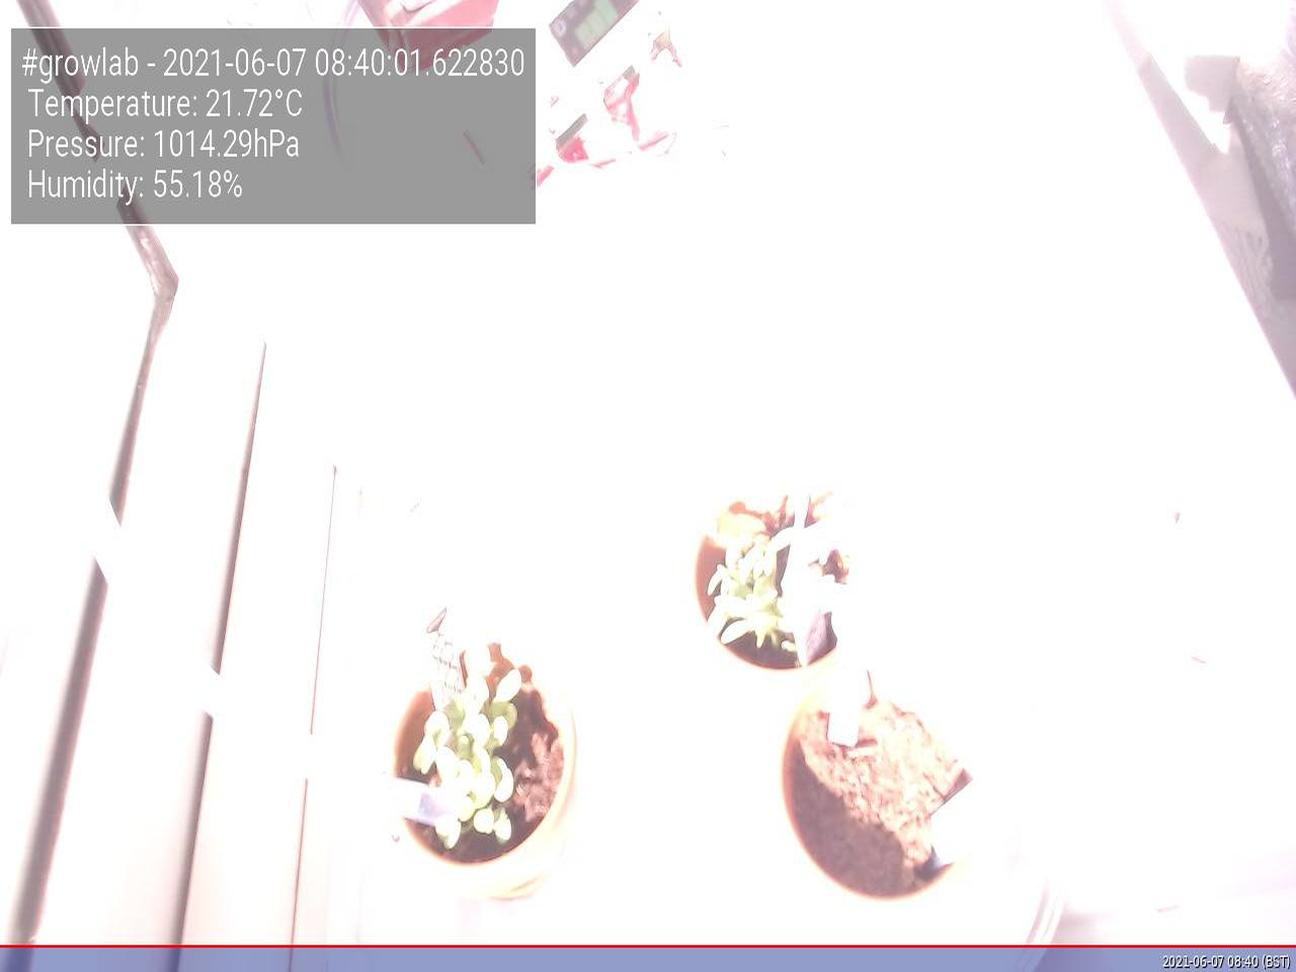 #growlab - 2021-06-07 08:40:01.622830
Temperature: 21.72°C
Pressure: 1014.29hPa
Humidity: 55.18%
2021-06-07 08:40 (BST)